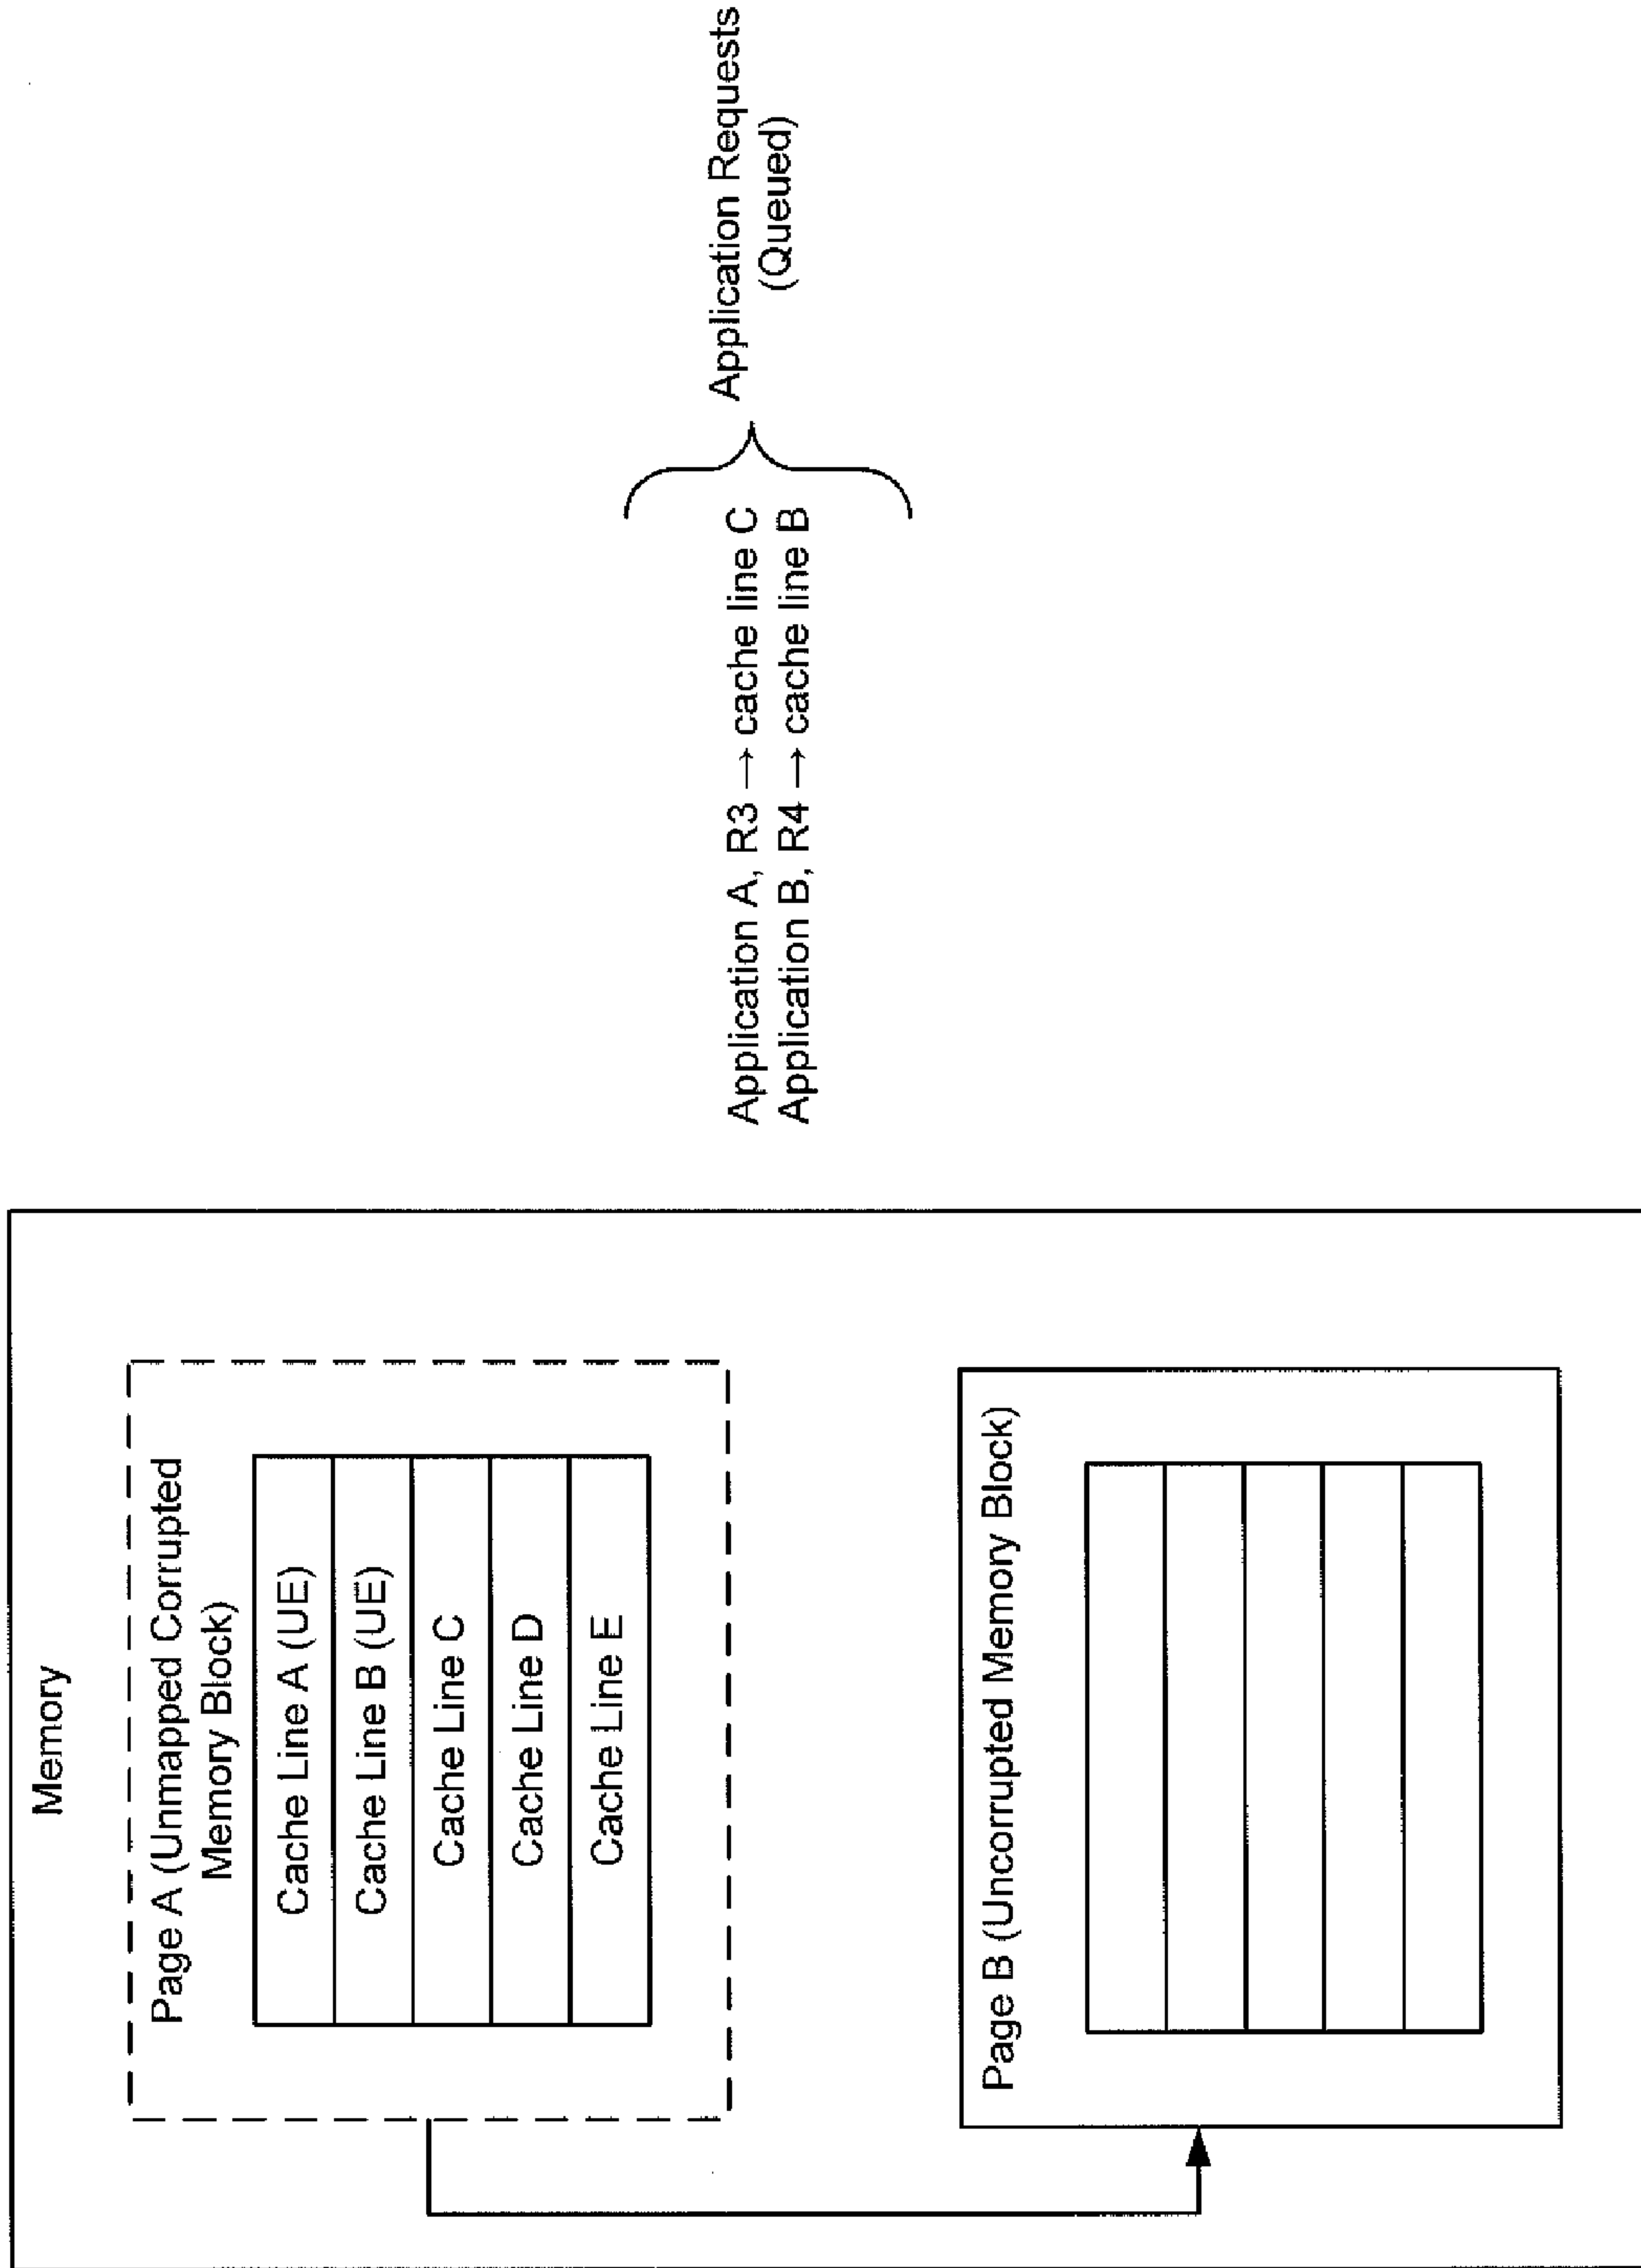 Memory
Page A (Unmapped Corrupted
Memory Block)
Cache Line A (UE)
Cache Line B (UE)
Cache Line C
Cache Line D
Cache Line E
Page B (Uncorrupted Memory Block)
Application A, R3 → cache line C
Application B, R4 → cache line B
Application Requests
(Queued)